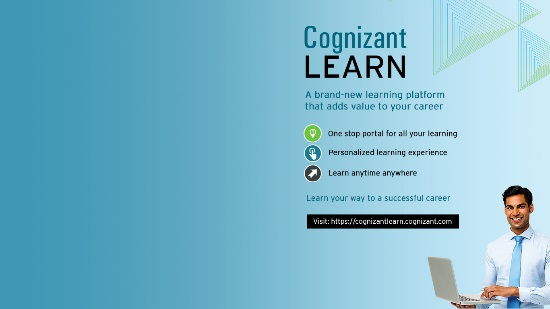 Cognizant
LEARN
A brand-new learning platform
that adds value to your career
One stop portal for all your learning
Personalized learning experience
Learn anytime anywhere
Learn your way to a successful career
Visit: https://cognizantlearn.cognizant.com